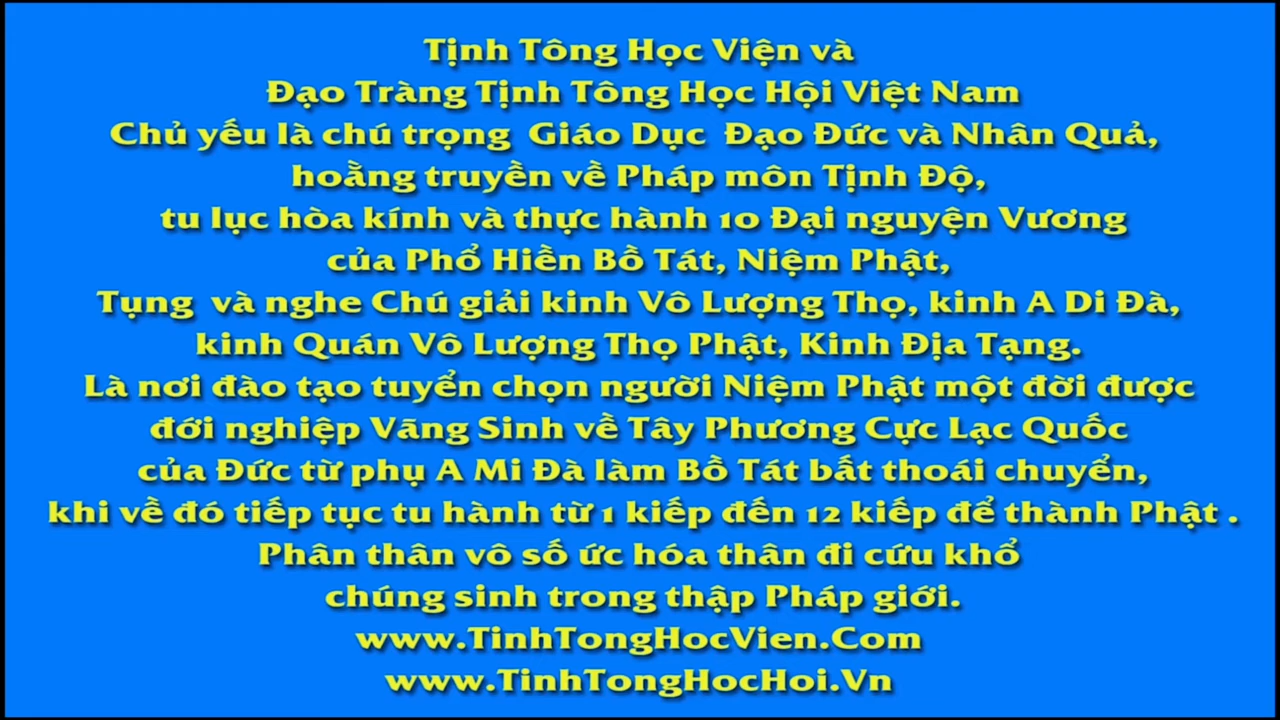 Tịnh Tông Học Viện và
Đạo Tràng Tịnh Tông Học Hội Việt Nam
Chủ yếu là chú trọng  Giáo Dục  Đạo Đức và Nhân Quả,
hoằng truyền về Pháp môn Tịnh Độ,
tu lục hòa kính và thực hành 10 Đại nguyện Vương
của Phổ Hiền Bồ Tát, Niệm Phật,
Tụng  và nghe Chú giải kinh Vô Lượng Thọ, kinh A Di Đà,
kinh Quán Vô Lượng Thọ Phật, Kinh Địa Tạng.
Là nơi đào tạo tuyển chọn người Niệm Phật một đời được
đới nghiệp Vãng Sinh về Tây Phương Cực Lạc Quốc
của Đức từ phụ A Mi Đà làm Bồ Tát bất thoái chuyển,
khi về đó tiếp tục tu hành từ 1 kiếp đến 12 kiếp để thành Phật .
Phân thân vô số ức hóa thân đi cứu khổ
chúng sinh trong thập Pháp giới.
www.TinhTongHocVien.Com
www.TinhTongHocHoi.Vn